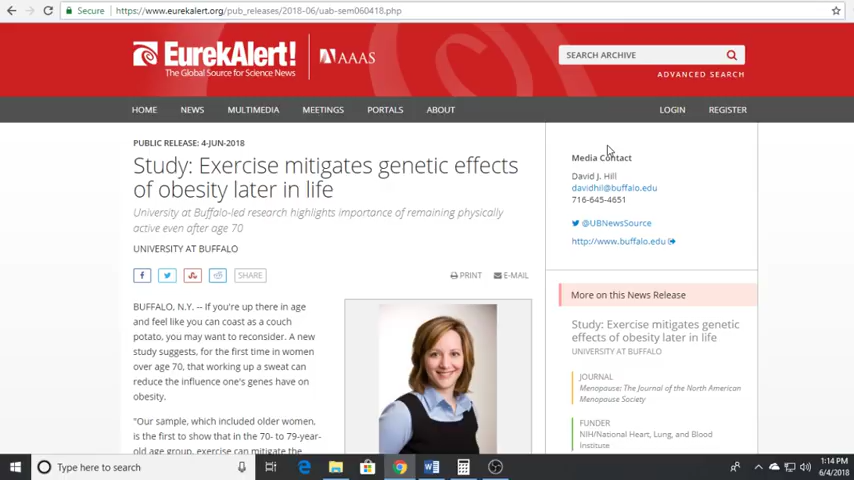 Secure
https://www.eurekalert.org/pub_releases/2018-06/uab-sem060418.php
EurekAlert!
The Global Source for Science News
AAAS
SEARCH ARCHIVE
ADVANCED SEARCH
HOME
NEWS
MULTIMEDIA
MEETINGS
PORTALS
ABOUT
LOGIN
REGISTER
PUBLIC RELEASE: 4-JUN-2018
Study: Exercise mitigates genetic effects
of obesity later in life
University at Buffalo-led research highlights importance of remaining physically
active even after age 70
UNIVERSITY AT BUFFALO
SHARE
PRINT
E-MAIL
BUFFALO, N.Y. -- If you're up there in age
and feel like you can coast as a couch
potato, you may want to reconsider. A new
study suggests, for the first time in women
over age 70, that working up a sweat can
reduce the influence one's genes have on
obesity.
"Our sample, which included older women,
is the first to show that in the 70- to 79-year-
old age group, exercise can mitigate the
Media Contact
David J. Hill
davidhil@buffalo.edu
716-645-4651
@UBNewsSource
http://www.buffalo.edu
More on this News Release
Study: Exercise mitigates genetic
effects of obesity later in life
UNIVERSITY AT BUFFALO
JOURNAL
Menopause: The Journal of the North American
Menopause Society
FUNDER
NIH/National Heart, Lung, and Blood
Institute
Type here to search
1:14 PM
6/4/2018